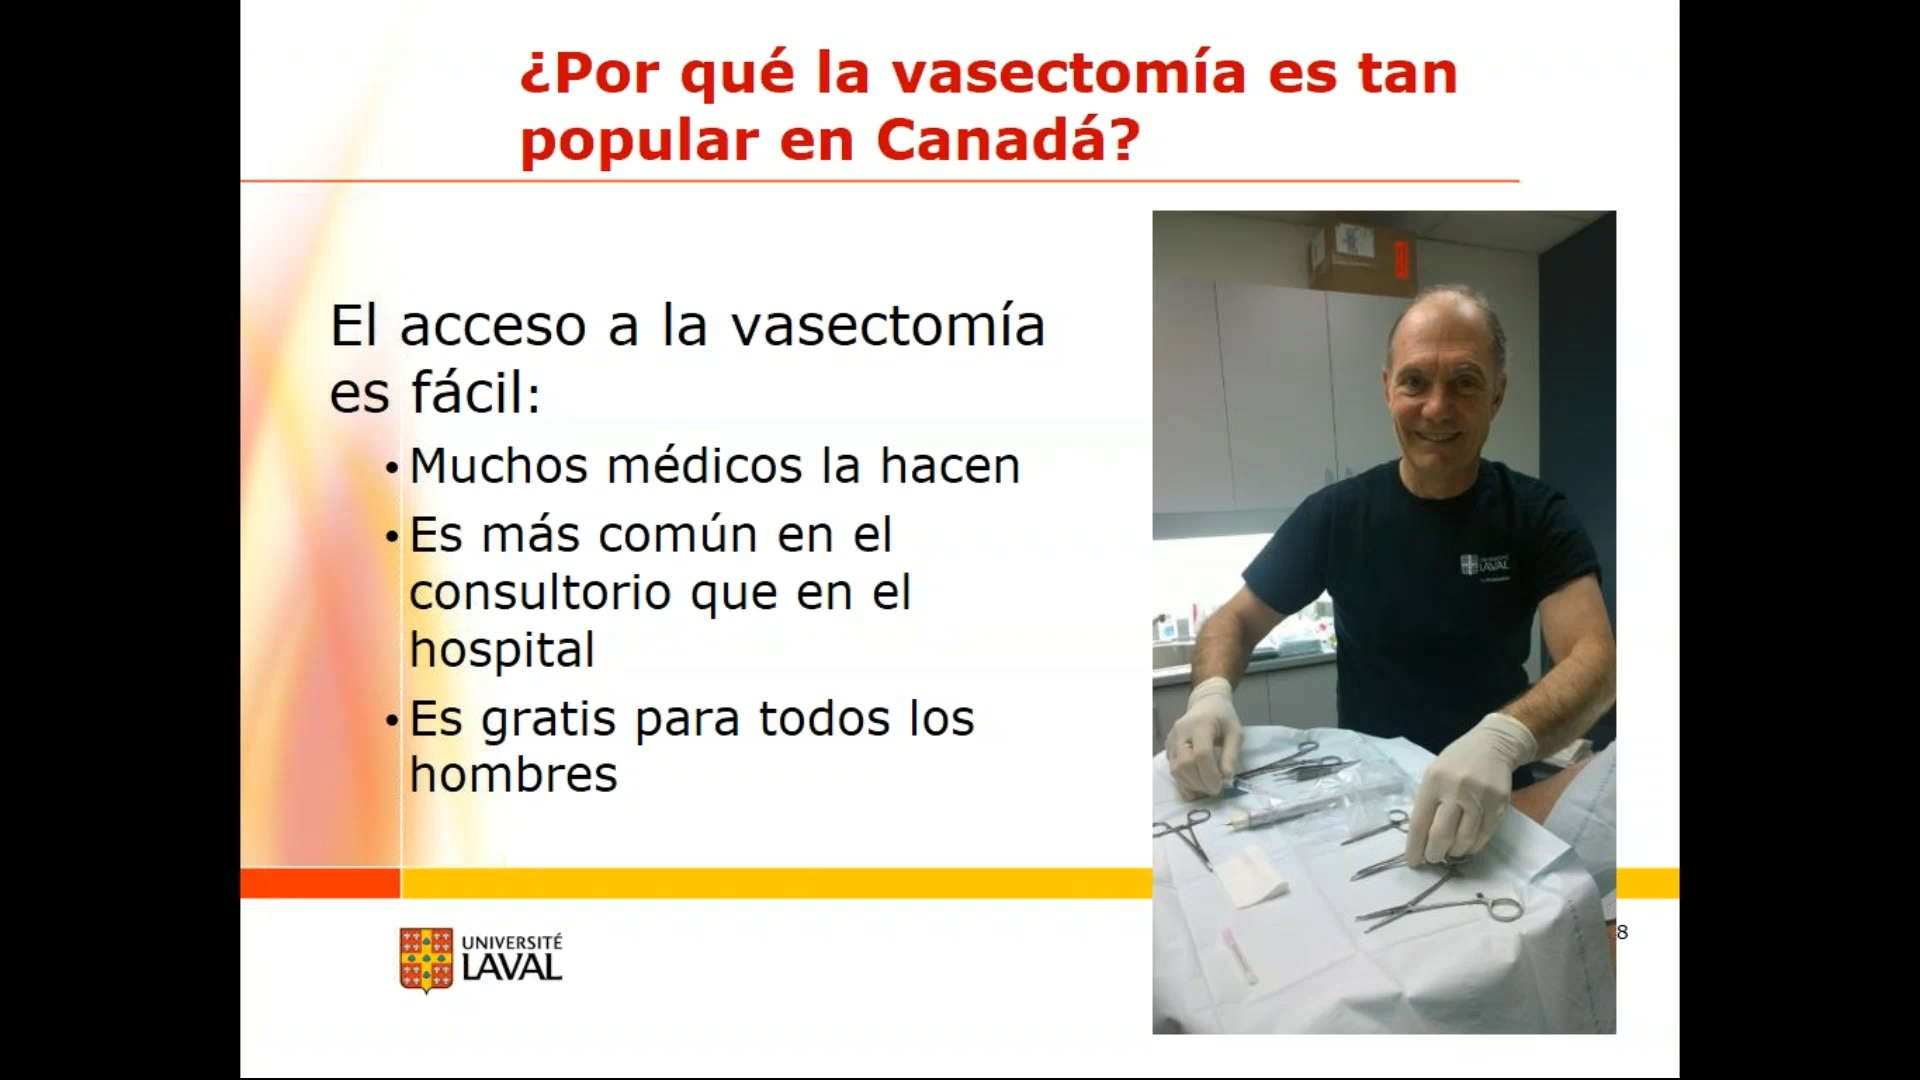 ¿Por qué la vasectomía es tan
popular en Canadá?
El acceso a la vasectomía
es fácil:
•Muchos médicos la hacen
•Es más común en el
consultorio que en el
hospital
•Es gratis para todos los
hombres
UNIVERSITÉ
LAVAL
UNIVERSITÉ
LAVAL
8